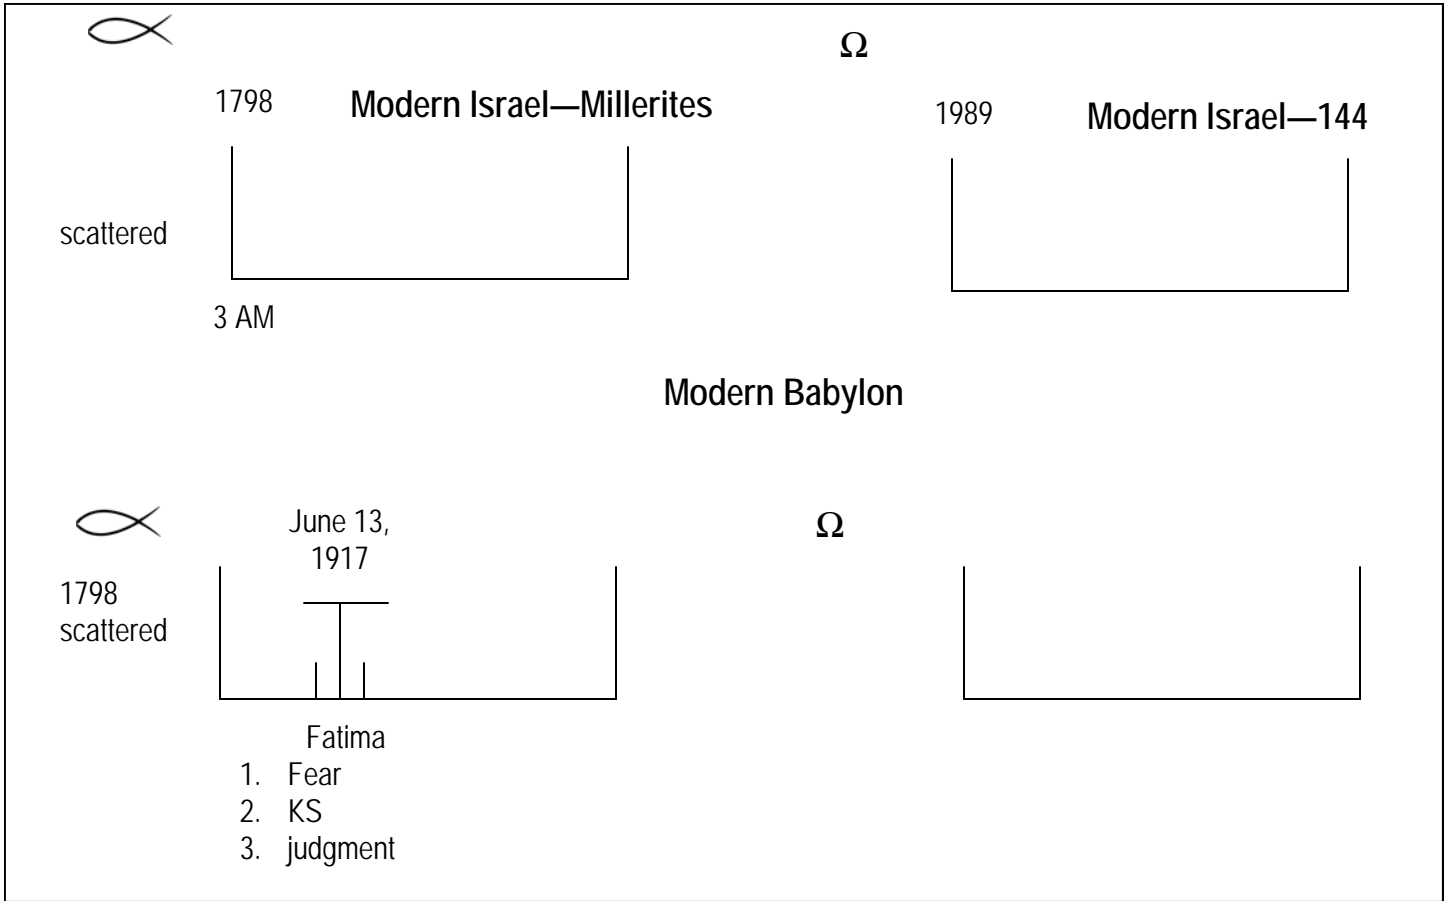 Ω
1798 Modern Israel—Millerites
1989 Modern Israel—144
scattered
3 AM
Modern Babylon
June 13,
1917
Ω
1798
scattered
Fatima
1. Fear
2. KS
3. judgment